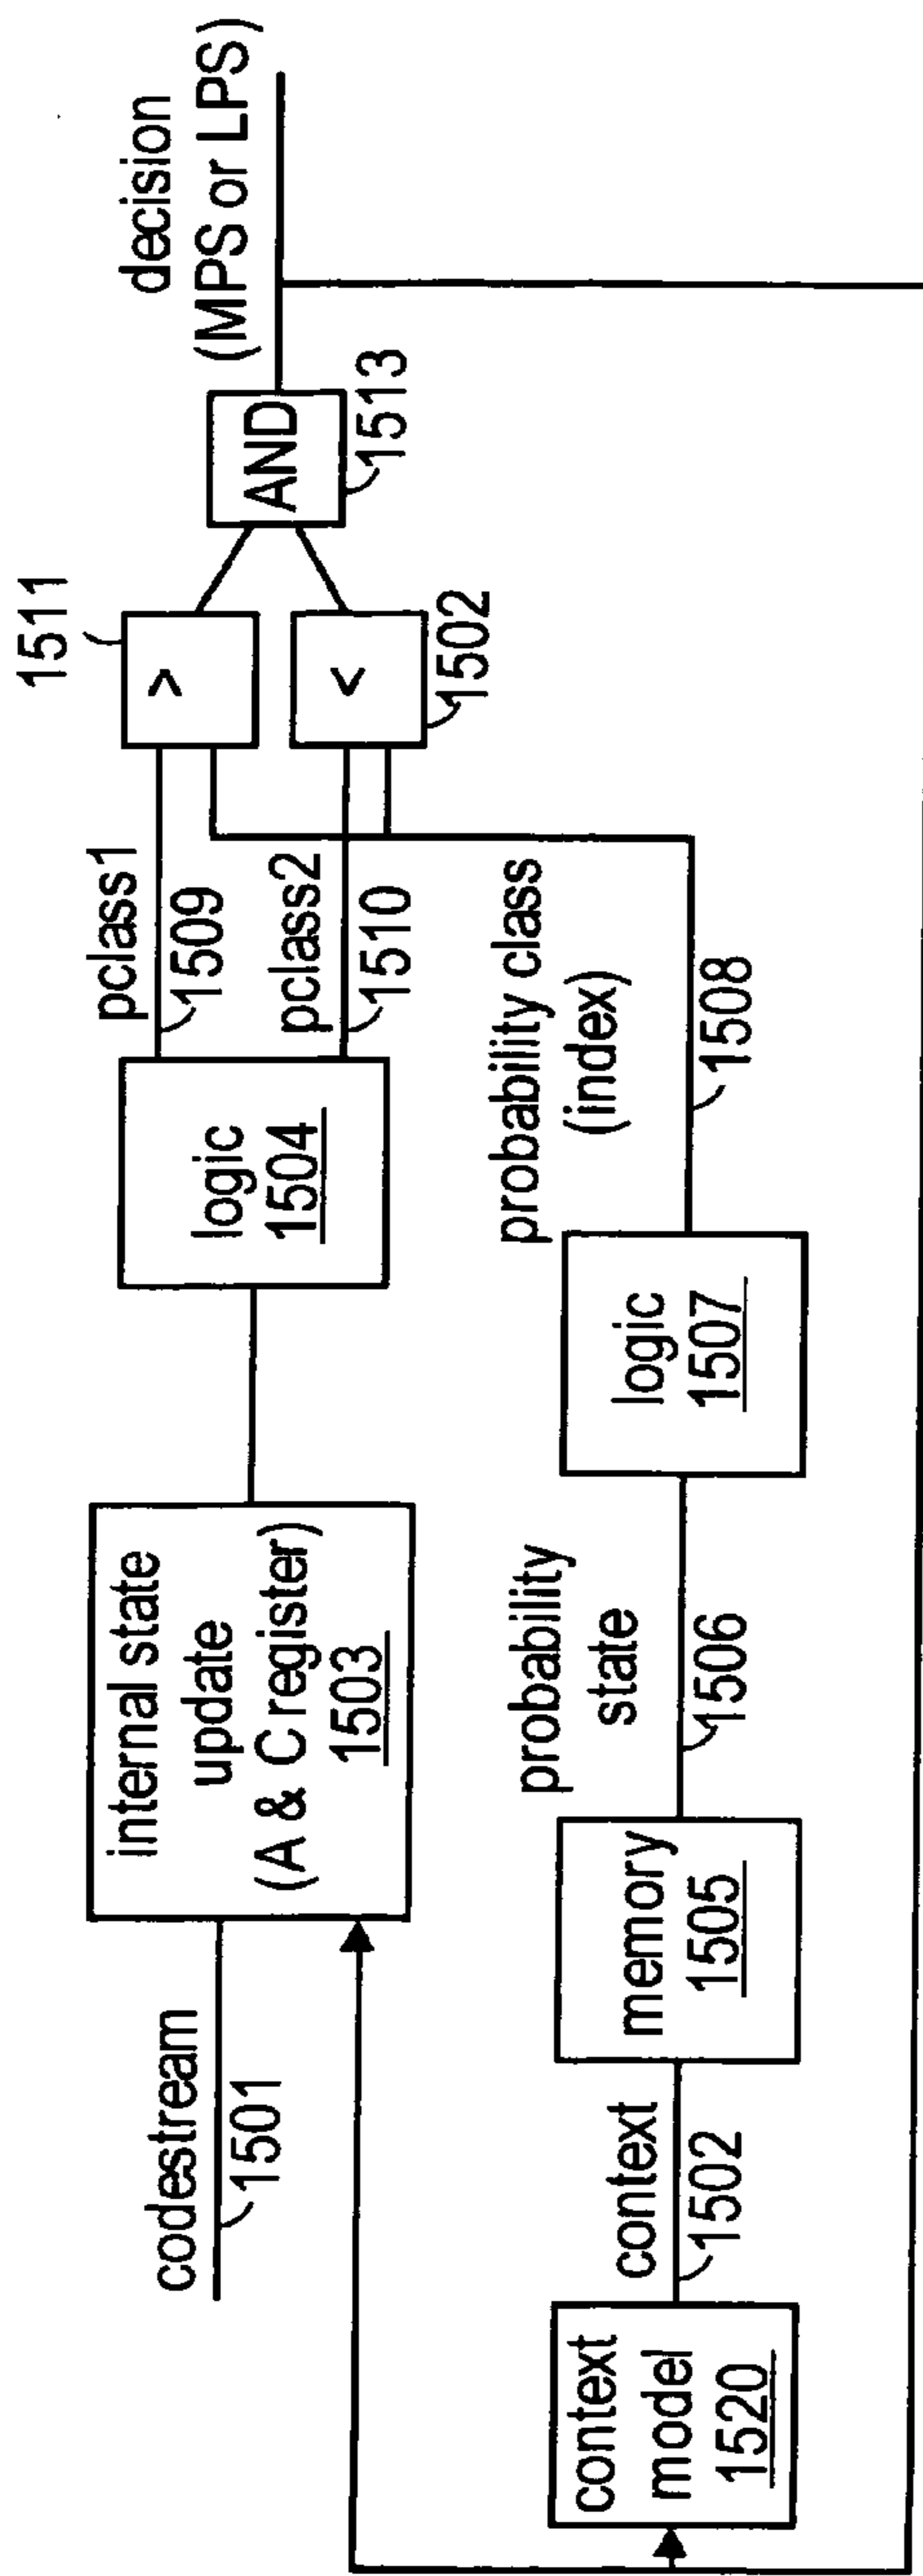 codestream
1501
internal state
update
(A & C register)
1503
logic
1504
pclass1
1509
pclass2
1510
1511
>
<
1502
AND
1513
decision
(MPS or LPS)
context
model
1520
context
1502
memory
1505
probability
state
1506
logic
1507
probability class
(index)
1508